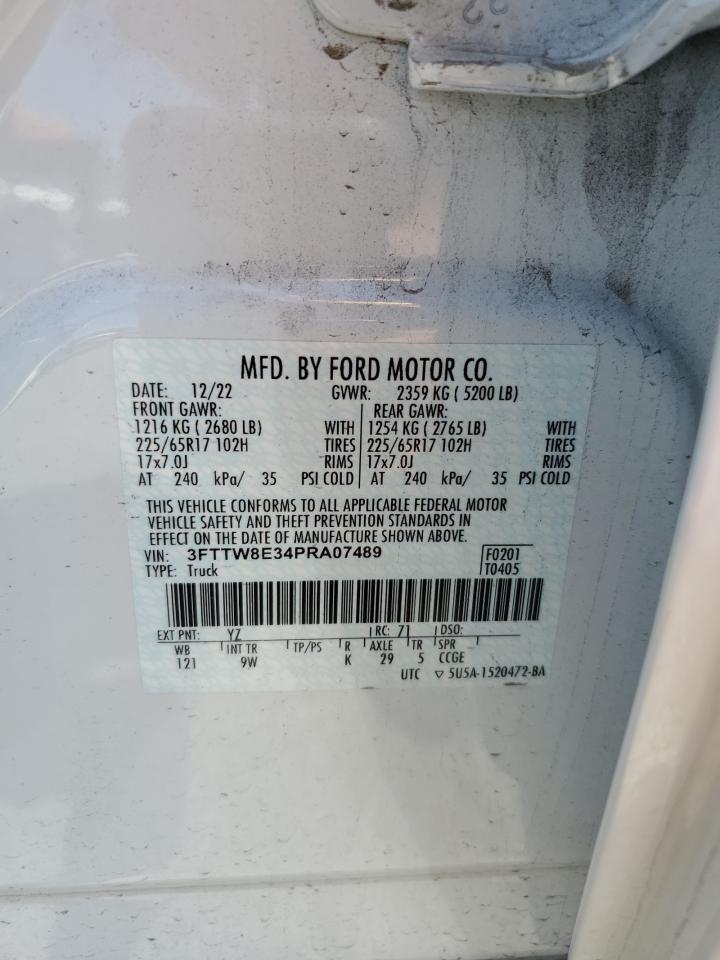 22
MFD. BY FORD MOTOR CO.
DATE: 12/22 GVWR: 2359 KG ( 5200 LB)
FRONT GAWR: REAR GAWR:
1216 KG ( 2680 LB) WITH 1254 KG ( 2765 LB) WITH
225/65R17 102H TIRES 225/65R17 102H TIRES
17x7.0J RIMS 17x7.0J RIMS
AT 240 kPa/ 35 PSI COLD AT 240 kPa/ 35 PSI COLD
THIS VEHICLE CONFORMS TO ALL APPLICABLE FEDERAL MOTOR
VEHICLE SAFETY AND THEFT PREVENTION STANDARDS IN
EFFECT ON THE DATE OF MANUFACTURE SHOWN ABOVE.
VIN: 3FTTW8E34PRA07489 F0201
TYPE: Truck T0405
EXT PNT: YZ RC: 71 DSO:
WB INT TR TP/PS R AXLE TR SPR
121 9W K 29 5 CCGE
UTC ▽ 5U5A-1520472-BA